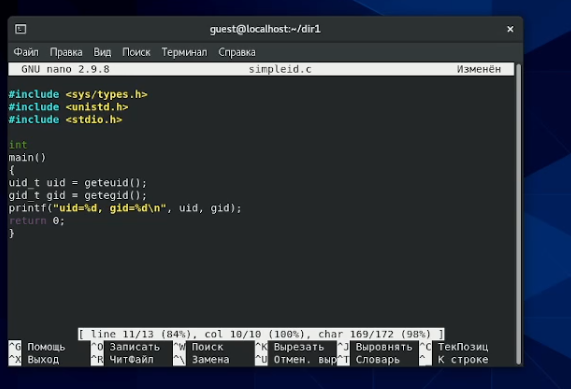 guest@localhost:~/dir1
Файл Правка Вид Поиск Терминал Справка
GNU nano 2.9.8 simpleid.c Изменён
#include <sys/types.h>
#include <unistd.h>
#include <stdio.h>
int
main()
{
uid_t uid = geteuid();
gid_t gid = getegid();
printf("uid=%d, gid=%d\n", uid, gid);
return 0;
}
[ line 11/13 (84%), col 10/10 (100%), char 169/172 (98%) ]
^G Помощь ^O Записать ^W Поиск ^K Вырезать ^J Выровнять ^C ТекПозиц
^X Выход ^R ЧитФайл ^\ Замена ^U Отмен. выр ^T Словарь ^_ К строке